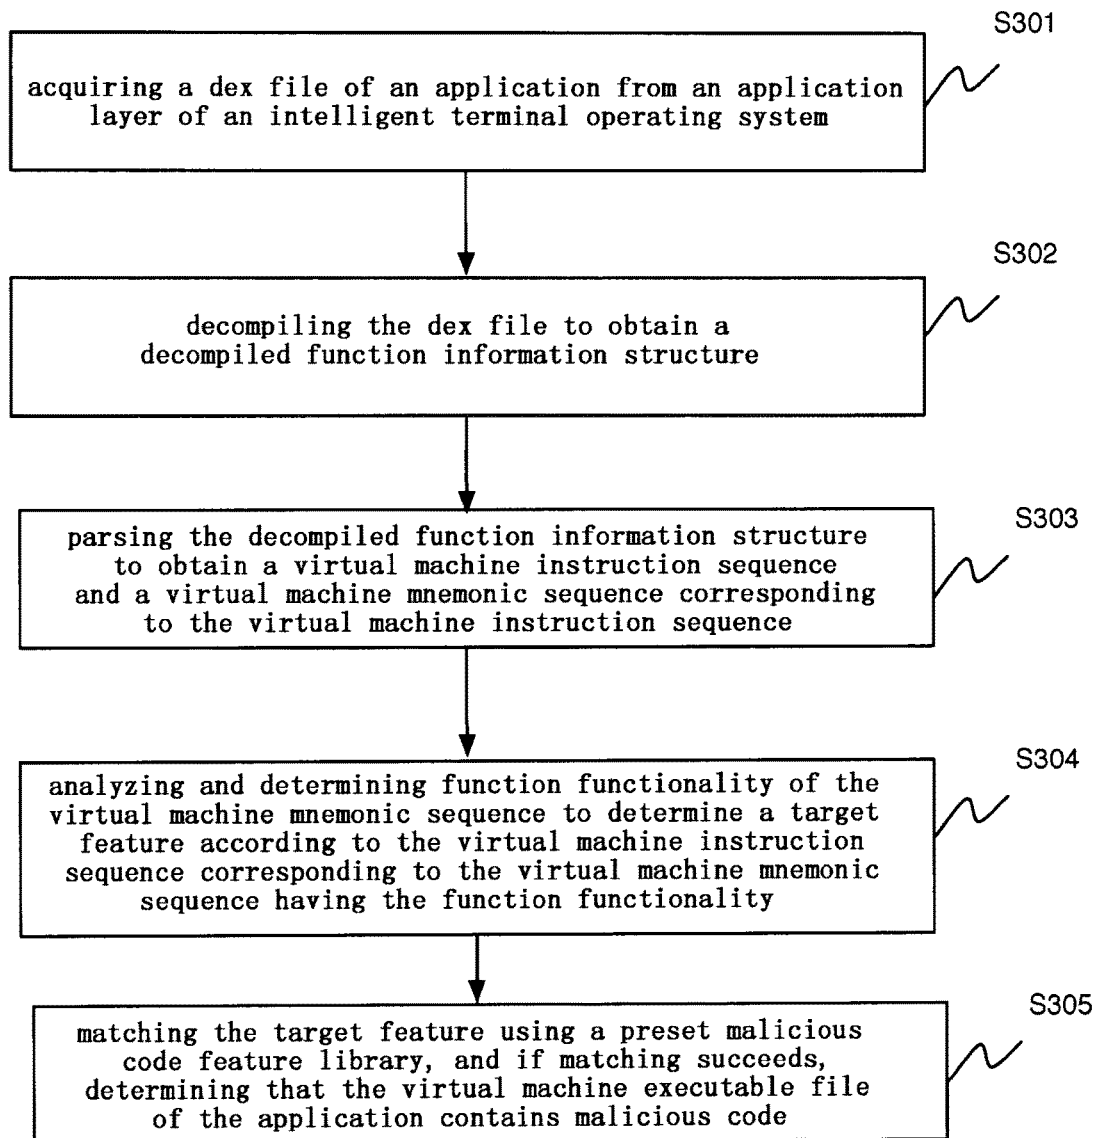 S301
acquiring a dex file of an application from an application
layer of an intelligent terminal operating system
S302
decompiling the dex file to obtain a
decompiled function information structure
S303
parsing the decompiled function information structure
to obtain a virtual machine instruction sequence
and a virtual machine mnemonic sequence corresponding
to the virtual machine instruction sequence
S304
analyzing and determining function functionality of the
virtual machine mnemonic sequence to determine a target
feature according to the virtual machine instruction
sequence corresponding to the virtual machine mnemonic
sequence having the function functionality
S305
matching the target feature using a preset malicious
code feature library, and if matching succeeds,
determining that the virtual machine executable file
of the application contains malicious code